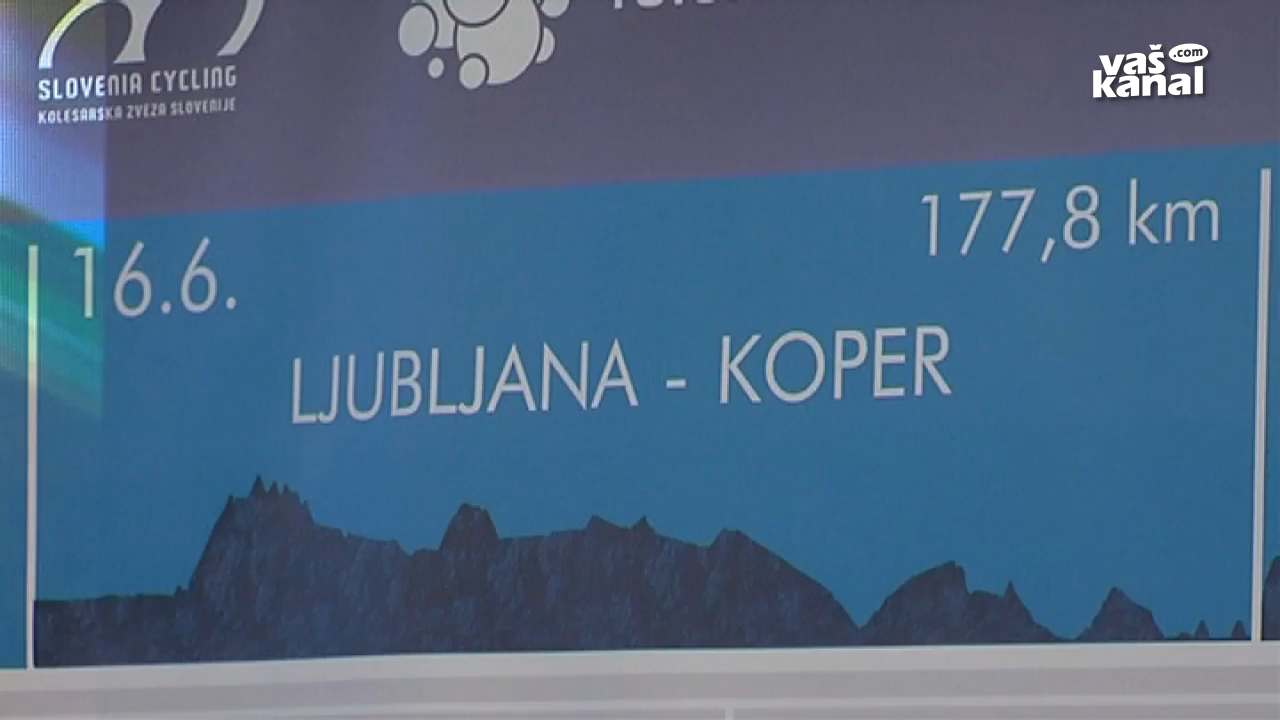 SLOVENIA CYCLING
KOLESARSKA ZVEZA SLOVENIJE
vaš
.com
kanal
16.6.
177,8 km
LJUBLJANA - KOPER